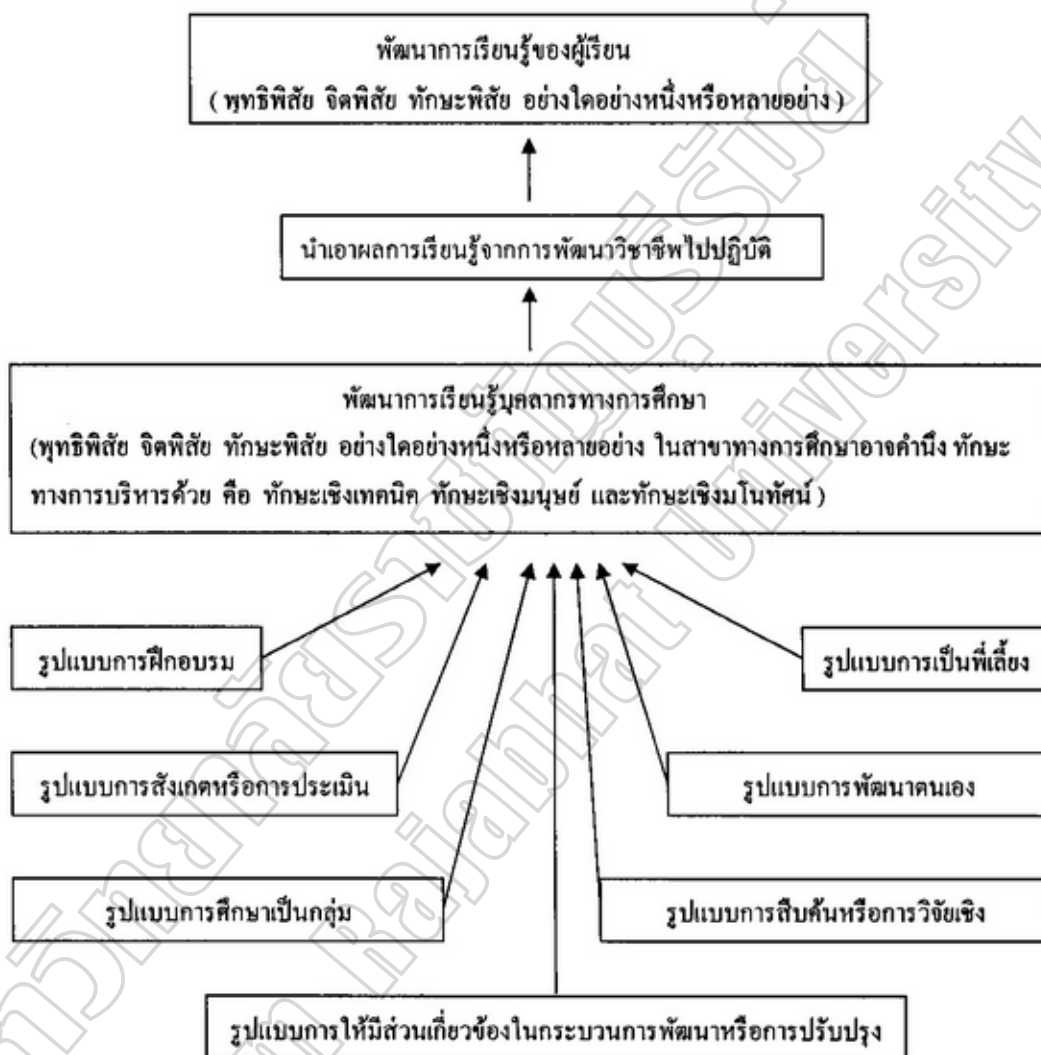 พัฒนาการเรียนรู้ของผู้เรียน
( พุทธิพิสัย จิตพิสัย ทักษะพิสัย อย่างใดอย่างหนึ่งหรือหลายอย่าง )
นำเอาผลการเรียนรู้จากการพัฒนาวิชาชีพไปปฏิบัติ
พัฒนาการเรียนรู้บุคลากรทางการศึกษา
(พุทธิพิสัย จิตพิสัย ทักษะพิสัย อย่างใดอย่างหนึ่งหรือหลายอย่าง ในสาขาทางการศึกษาอาจคำนึง ทักษะ
ทางการบริหารด้วย คือ ทักษะเชิงเทคนิค ทักษะเชิงมนุษย์ และทักษะเชิงมโนทัศน์ )
รูปแบบการฝึกอบรม
รูปแบบการเป็นพี่เลี้ยง
รูปแบบการสังเกตหรือการประเมิน
รูปแบบการพัฒนาตนเอง
รูปแบบการศึกษาเป็นกลุ่ม
รูปแบบการสืบค้นหรือการวิจัยเชิง
รูปแบบการให้มีส่วนเกี่ยวข้องในกระบวนการพัฒนาหรือการปรับปรุง
Rajabhat University